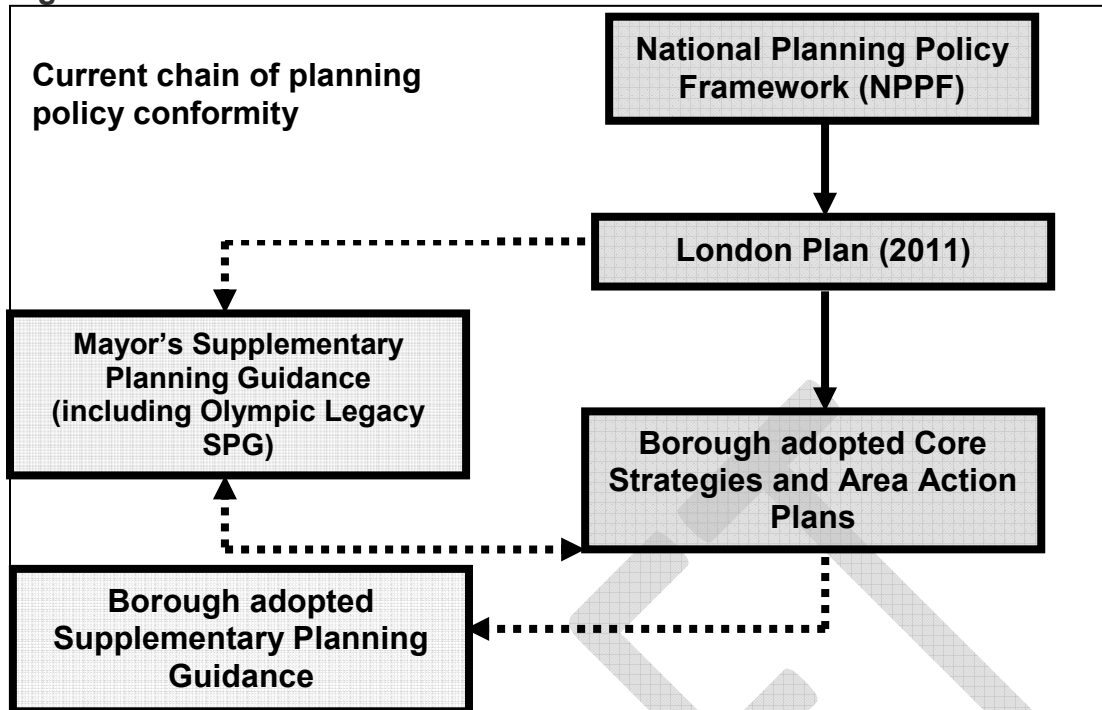 Current chain of planning
policy conformity
National Planning Policy
Framework (NPPF)
London Plan (2011)
Mayor’s Supplementary
Planning Guidance
(including Olympic Legacy
SPG)
Borough adopted Core
Strategies and Area Action
Plans
Borough adopted
Supplementary Planning
Guidance